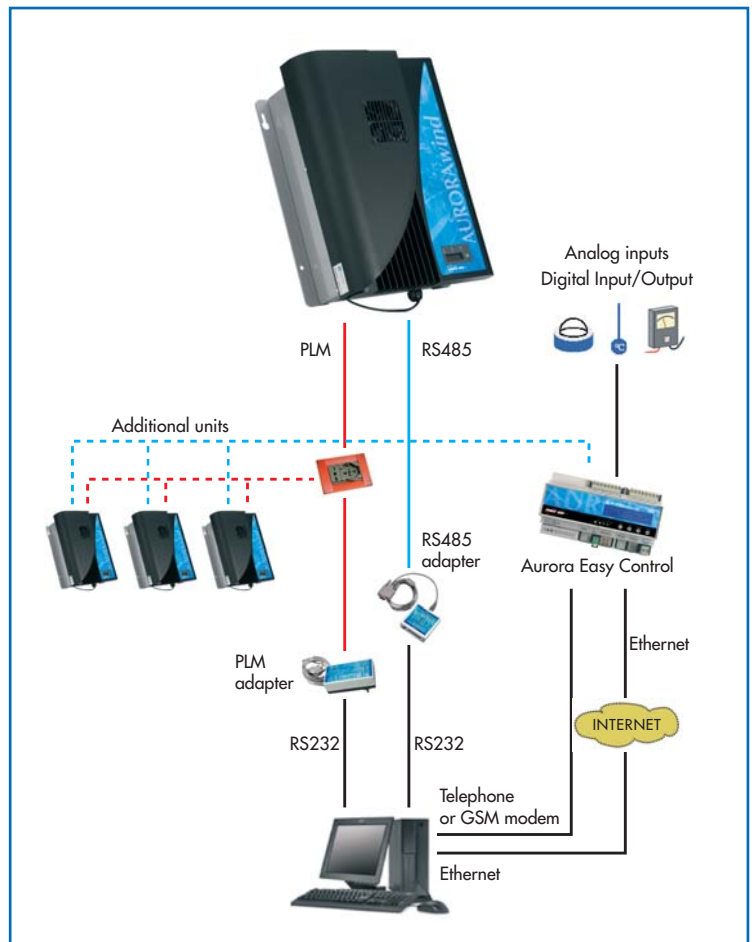 AURORAwind
Analog inputs
Digital Input/Output
PLM
RS485
Additional units
°C
RS485
adapter
Aurora Easy Control
Ethernet
PLM
adapter
INTERNET
RS232
RS232
Telephone
or GSM modem
Ethernet